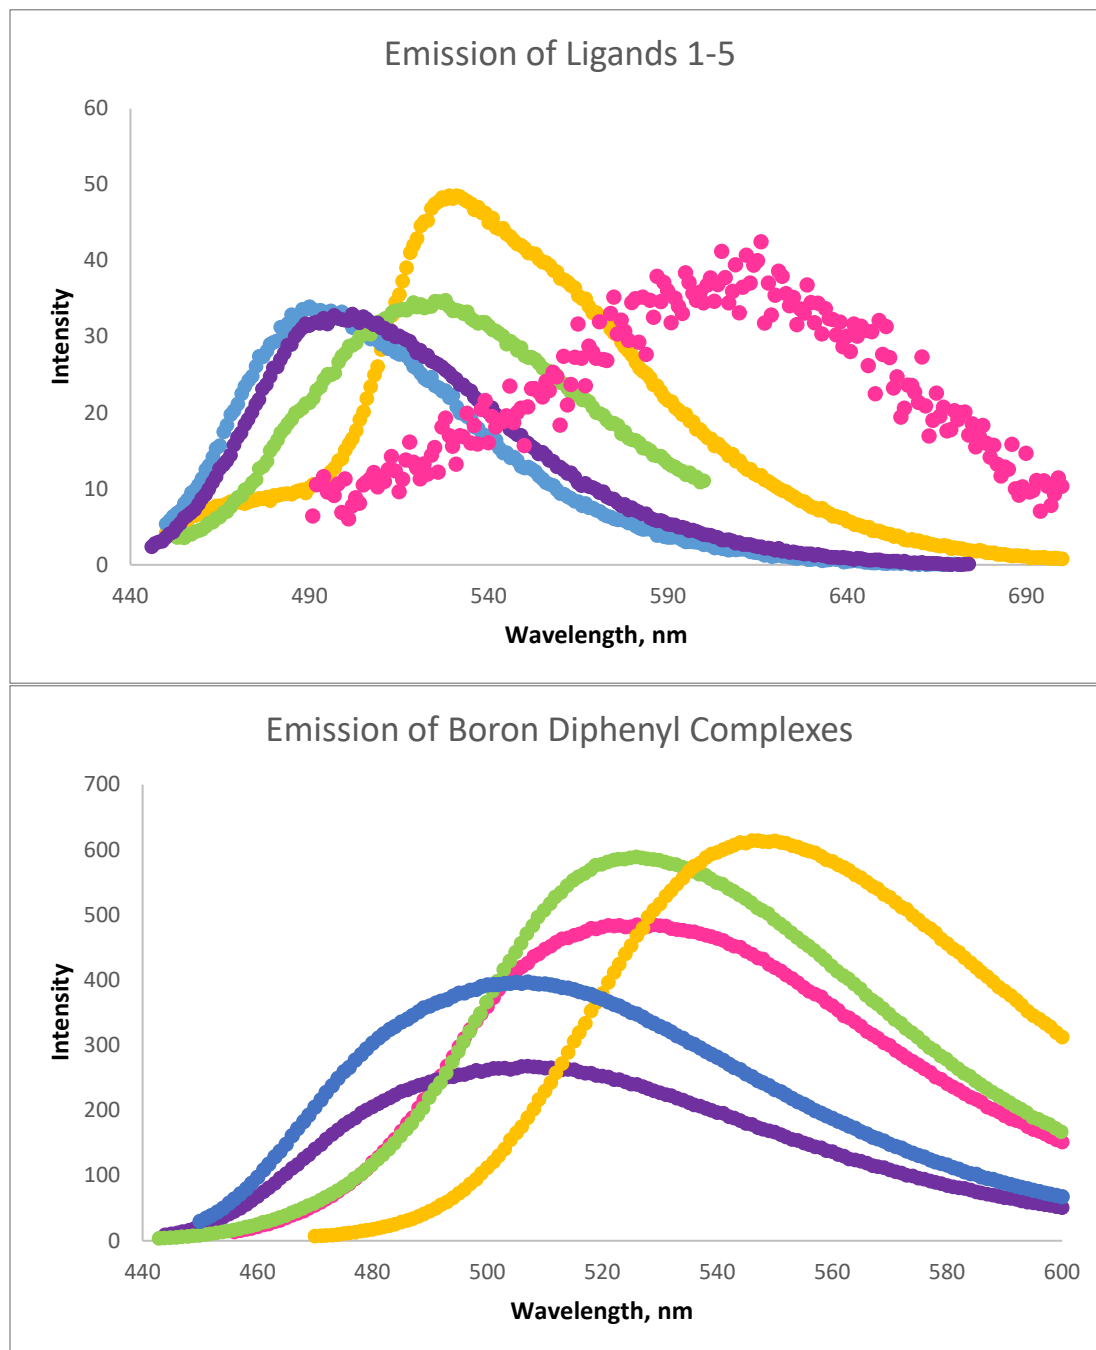 Emission of Ligands 1-5
60
50
40
30
20
10
0
Intensity
440 490 540 590 640 690
Wavelength, nm
Emission of Boron Diphenyl Complexes
700
600
500
400
300
200
100
0
Intensity
440 460 480 500 520 540 560 580 600
Wavelength, nm